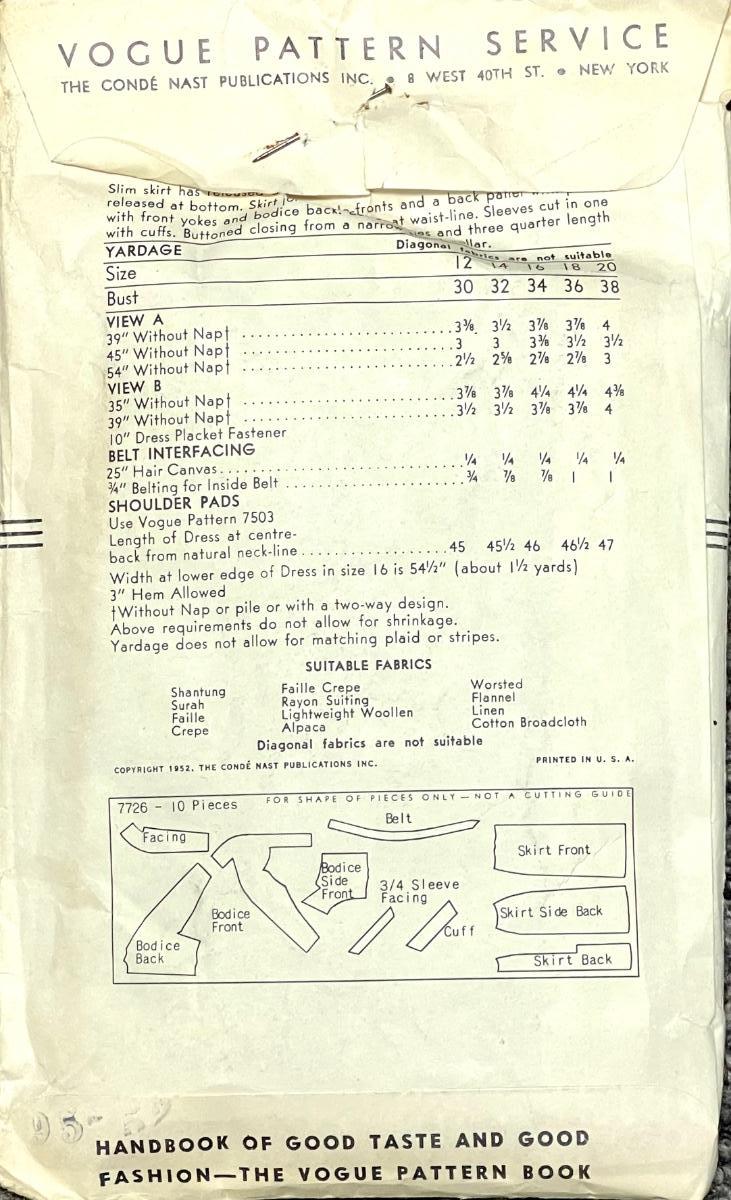 VOGUE PATTERN SERVICE
THE CONDÉ NAST PUBLICATIONS INC. • 8 WEST 40TH ST. • NEW YORK
Slim skirt has released
released at bottom. Skirt
with front yokes and bodice back! fronts and a back panel
with cuffs. Buttoned closing from a narrow at waist-line. Sleeves cut in one
and three quarter length
lar.
YARDAGE Diagonal fabrics are not suitable
Size 12 14 16 18 20
Bust 30 32 34 36 38
VIEW A
39" Without Nap† 3⅜ 3½ 3⅞ 3⅞ 4
45" Without Nap† 3 3 3⅜ 3½ 3½
54" Without Nap† 2½ 2⅝ 2⅞ 2⅞ 3
VIEW B
35" Without Nap† 3⅞ 3⅞ 4¼ 4¼ 4⅜
39" Without Nap† 3½ 3½ 3⅞ 3⅞ 4
10" Dress Placket Fastener
BELT INTERFACING
25" Hair Canvas ¼ ¼ ¼ ¼ ¼
¾" Belting for Inside Belt ¾ ⅞ ⅞ 1 1
SHOULDER PADS
Use Vogue Pattern 7503
Length of Dress at centre-
back from natural neck-line 45 45½ 46 46½ 47
Width at lower edge of Dress in size 16 is 54½" (about 1½ yards)
3" Hem Allowed
†Without Nap or pile or with a two-way design.
Above requirements do not allow for shrinkage.
Yardage does not allow for matching plaid or stripes.
SUITABLE FABRICS
Shantung Faille Crepe Worsted
Surah Rayon Suiting Flannel
Faille Lightweight Woollen Linen
Crepe Alpaca Cotton Broadcloth
Diagonal fabrics are not suitable
COPYRIGHT 1952, THE CONDÉ NAST PUBLICATIONS INC. PRINTED IN U. S. A.
7726 - 10 Pieces FOR SHAPE OF PIECES ONLY—NOT A CUTTING GUIDE
Facing
Belt
Skirt Front
Bodice
Side
Front
3/4 Sleeve
Facing
Bodice
Front
Cuff
Skirt Side Back
Bodice
Back
Skirt Back
HANDBOOK OF GOOD TASTE AND GOOD
FASHION—THE VOGUE PATTERN BOOK